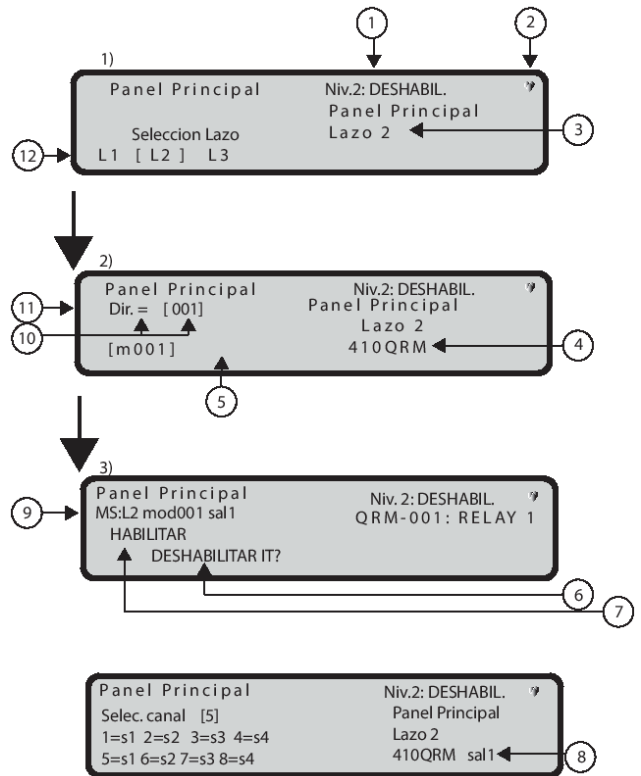 1
2
1)
Panel Principal Niv.2: DESHABIL.
Panel Principal
Seleccion Lazo Lazo 2
3
12
L1 [ L2 ] L3
2)
Panel Principal Niv.2: DESHABIL.
11
Dir. = [001] Panel Principal
10
Lazo 2
[m001] 410QRM
4
5
3)
Panel Principal Niv. 2: DESHABIL.
9
MS:L2 mod001 sal1 QRM-001: RELAY 1
HABILITAR
DESHABILITAR IT?
6
7
Panel Principal Niv.2: DESHABIL.
Selec. canal [5] Panel Principal
1=s1 2=s2 3=s3 4=s4 Lazo 2
5=s1 6=s2 7=s3 8=s4 410QRM sal1
8